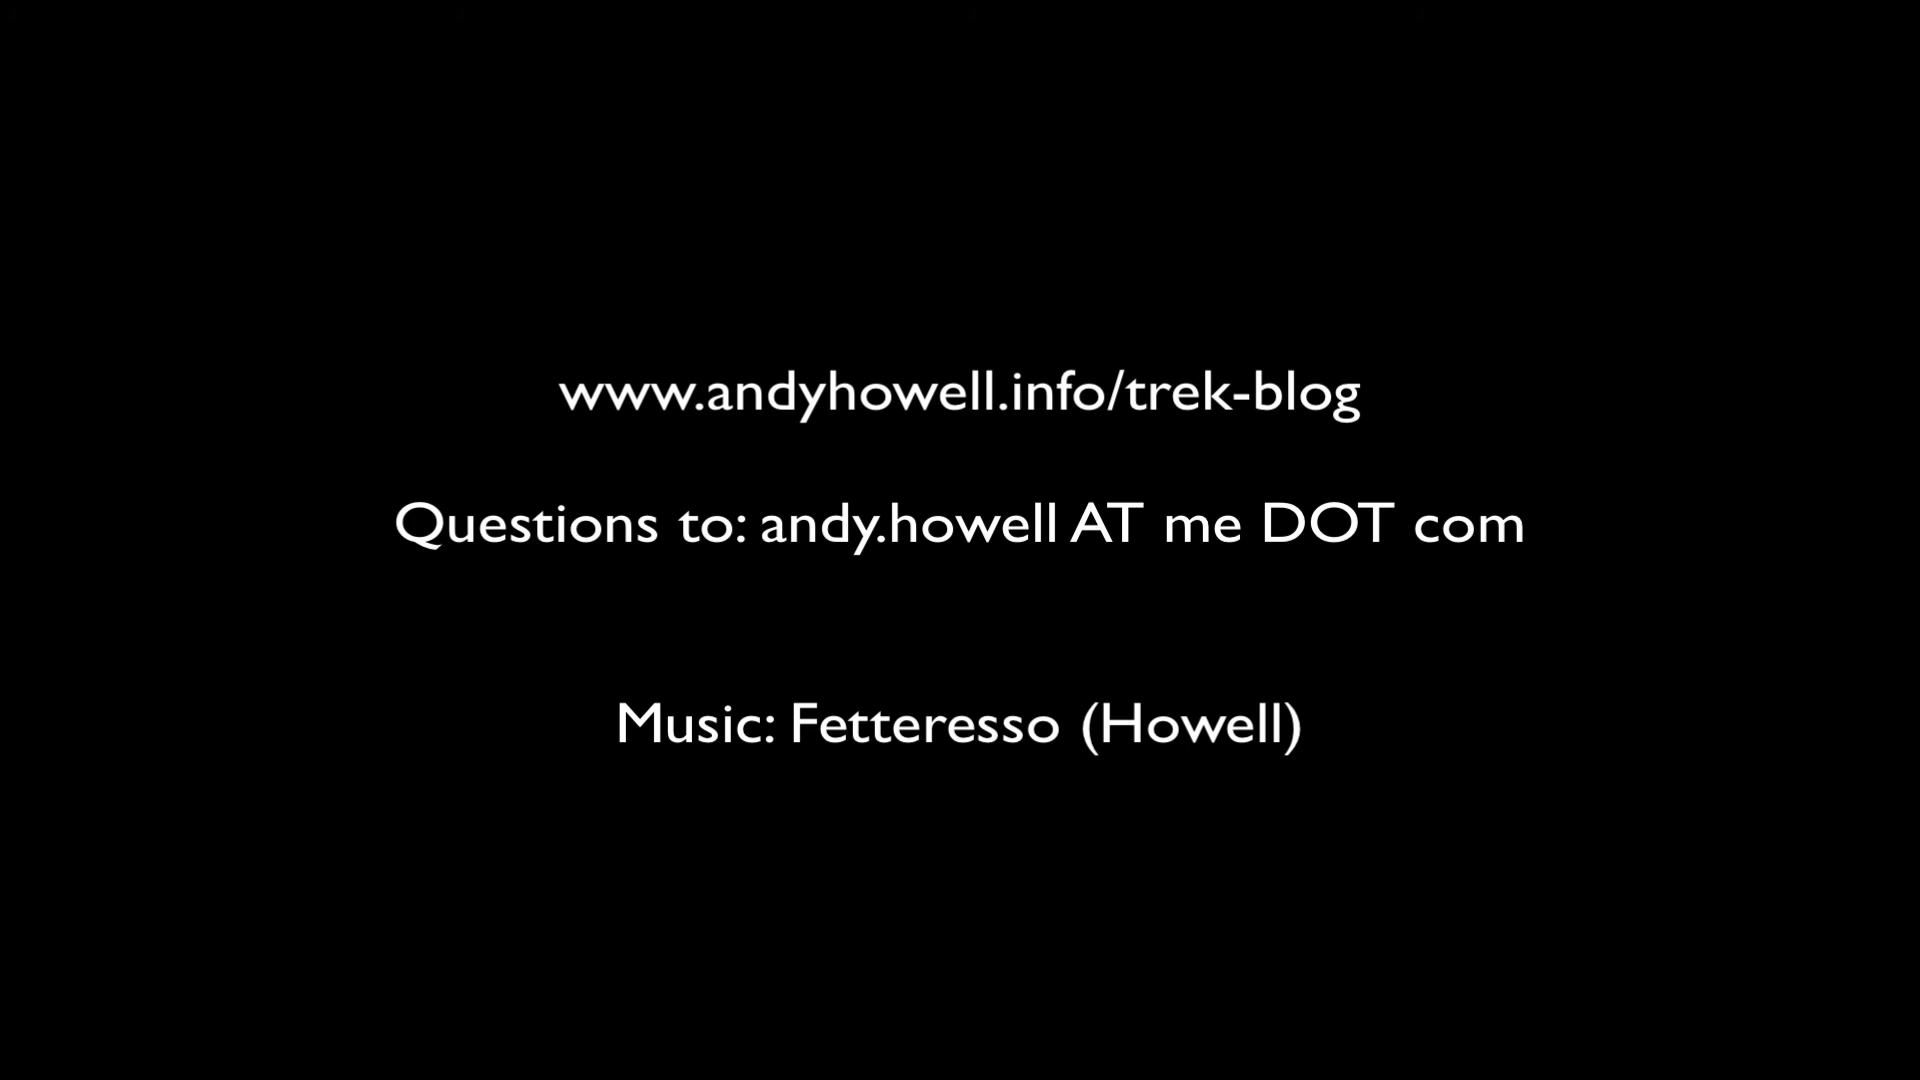 www.andyhowell.info/trek-blog
Questions to: andy.howell AT me DOT com
Music: Fetteresso (Howell)